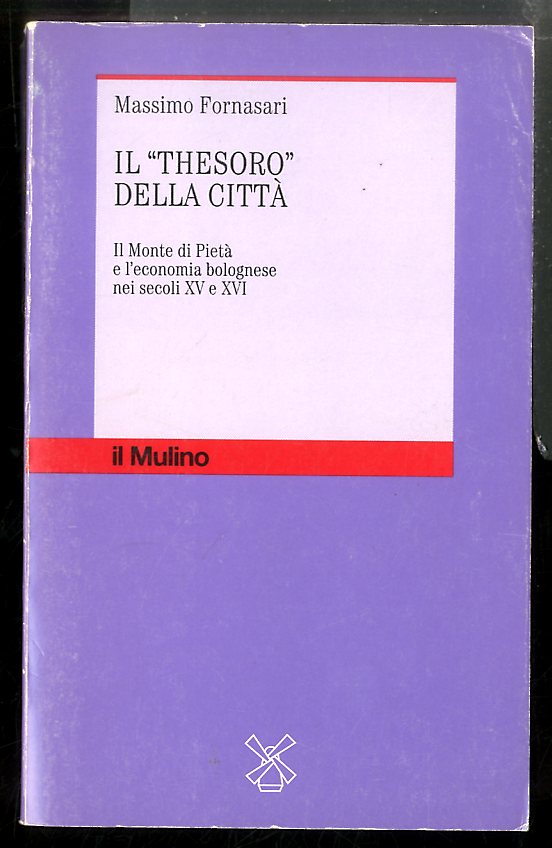 Massimo Fornasari
IL “THESORO”
DELLA CITTÀ
Il Monte di Pietà
e l’economia bolognese
nei secoli XV e XVI
il Mulino